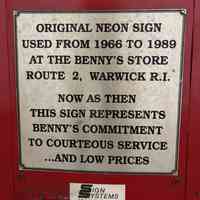 ORIGINAL NEON SIGN
USED FROM 1966 TO 1989
AT THE BENNY'S STORE
ROUTE 2, WARWICK R.I.
NOW AS THEN
THIS SIGN REPRESENTS
BENNY'S COMMITMENT
TO COURTEOUS SERVICE
...AND LOW PRICES
SIGN
SYSTEMS